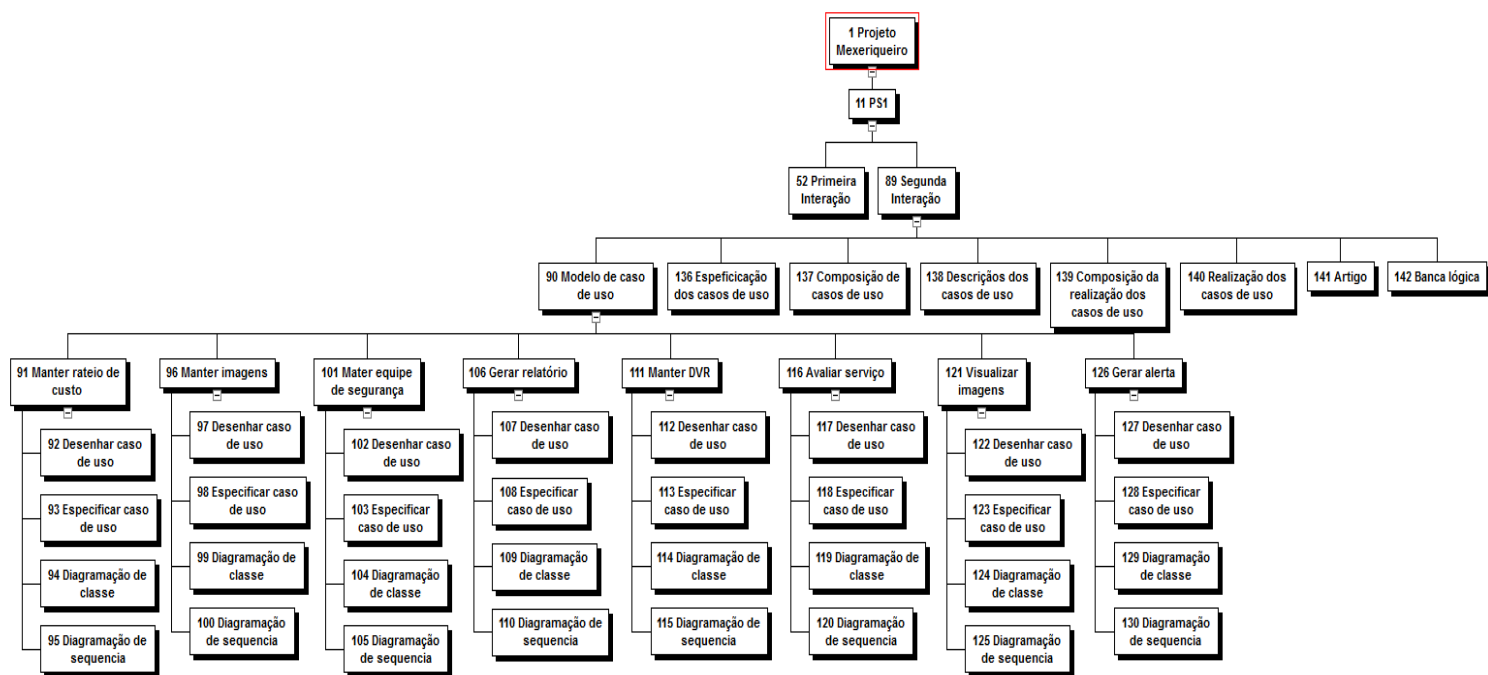 1 Projeto
Mexeriqueiro
11 PS1
52 Primeira
Interação
89 Segunda
Interação
90 Modelo de caso
de uso
136 Espeficicação
dos casos de uso
137 Composição de
casos de uso
138 Descriçãos dos
casos de uso
139 Composição da
realização dos
casos de uso
140 Realização dos
casos de uso
141 Artigo
142 Banca lógica
91 Manter rateio de
custo
92 Desenhar caso
de uso
93 Especificar
caso de uso
94 Diagramação de
classe
95 Diagramação de
sequencia
96 Manter imagens
97 Desenhar caso
de uso
98 Especificar caso
de uso
99 Diagramação de
classe
100 Diagramação
de sequencia
101 Mater equipe
de segurança
102 Desenhar caso
de uso
103 Especificar
caso de uso
104 Diagramação
de classe
105 Diagramação
de sequencia
106 Gerar relatório
107 Desenhar caso
de uso
108 Especificar
caso de uso
109 Diagramação
de classe
110 Diagramação de
sequencia
111 Manter DVR
112 Desenhar caso
de uso
113 Especificar
caso de uso
114 Diagramação de
classe
115 Diagramação de
sequencia
116 Avaliar serviço
117 Desenhar caso
de uso
118 Especificar
caso de uso
119 Diagramação de
classe
120 Diagramação
de sequencia
121 Visualizar
imagens
122 Desenhar caso
de uso
123 Especificar
caso de uso
124 Diagramação
de classe
125 Diagramação
de sequencia
126 Gerar alerta
127 Desenhar caso
de uso
128 Especificar
caso de uso
129 Diagramação
de classe
130 Diagramação
de sequencia